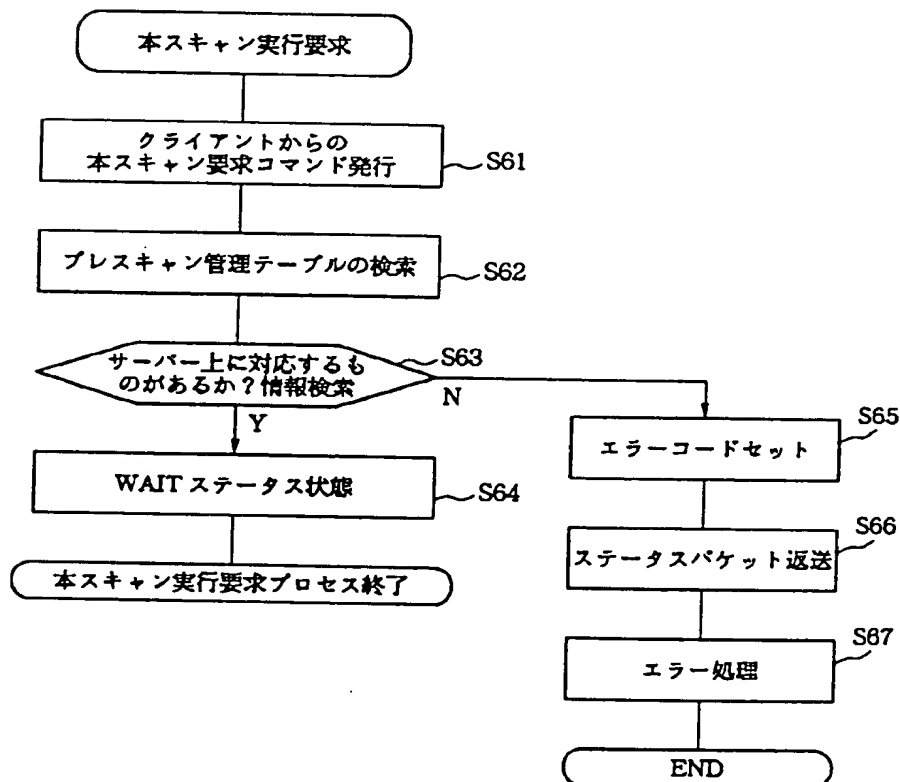 本スキャン実行要求
クライアントからの
本スキャン要求コマンド発行
S61
プレスキャン管理テーブルの検索
S62
サーバー上に対応するも
のがあるか？情報検索
S63
N
Y
WAITステータス状態
S64
本スキャン実行要求プロセス終了
エラーコードセット
S65
ステータスパケット返送
S66
エラー処理
S67
END